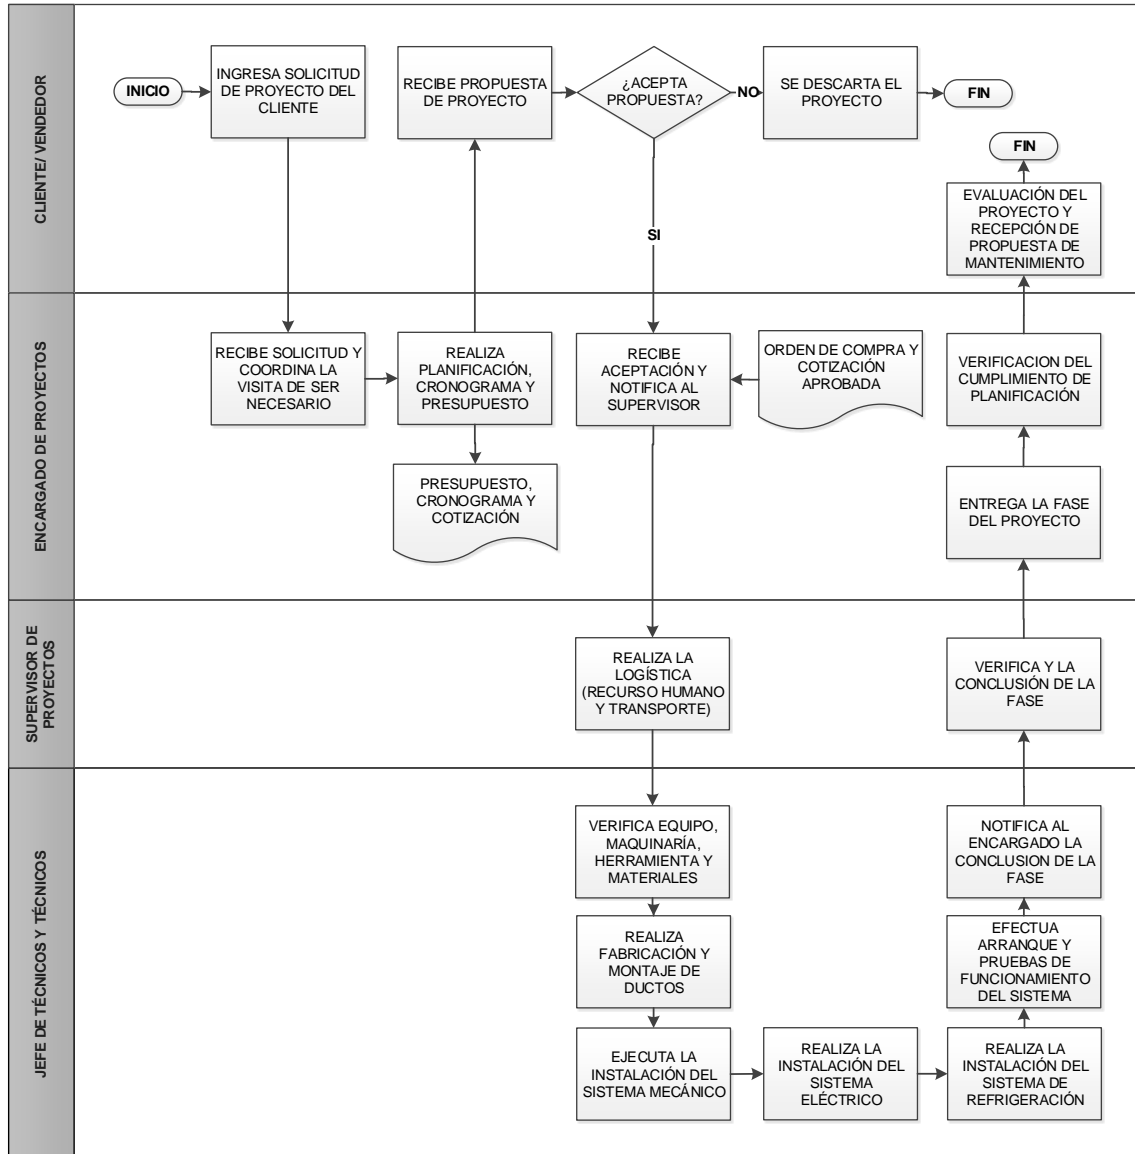 CLIENTE/ VENDEDOR
INICIO
INGRESA SOLICITUD
DE PROYECTO DEL
CLIENTE
RECIBE PROPUESTA
DE PROYECTO
¿ACEPTA
PROPUESTA?
NO
SE DESCARTA EL
PROYECTO
FIN
FIN
EVALUACIÓN DEL
PROYECTO Y
RECEPCIÓN DE
PROPUESTA DE
MANTENIMIENTO
SI
ENCARGADO DE PROYECTOS
RECIBE SOLICITUD Y
COORDINA LA
VISITA DE SER
NECESARIO
REALIZA
PLANIFICACIÓN,
CRONOGRAMA Y
PRESUPUESTO
PRESUPUESTO,
CRONOGRAMA Y
COTIZACIÓN
RECIBE
ACEPTACIÓN Y
NOTIFICA AL
SUPERVISOR
ORDEN DE COMPRA Y
COTIZACIÓN
APROBADA
VERIFICACION DEL
CUMPLIMIENTO DE
PLANIFICACIÓN
ENTREGA LA FASE
DEL PROYECTO
SUPERVISOR DE
PROYECTOS
REALIZA LA
LOGÍSTICA
(RECURSO HUMANO
Y TRANSPORTE)
VERIFICA Y LA
CONCLUSIÓN DE LA
FASE
JEFE DE TÉCNICOS Y TÉCNICOS
VERIFICA EQUIPO,
MAQUINARÍA,
HERRAMIENTA Y
MATERIALES
NOTIFICA AL
ENCARGADO LA
CONCLUSION DE LA
FASE
REALIZA
FABRICACIÓN Y
MONTAJE DE
DUCTOS
EFECTUA
ARRANQUE Y
PRUEBAS DE
FUNCIONAMIENTO
DEL SISTEMA
EJECUTA LA
INSTALACIÓN DEL
SISTEMA MECÁNICO
REALIZA LA
INSTALACIÓN DEL
SISTEMA
ELÉCTRICO
REALIZA LA
INSTALACIÓN DEL
SISTEMA DE
REFRIGERACIÓN